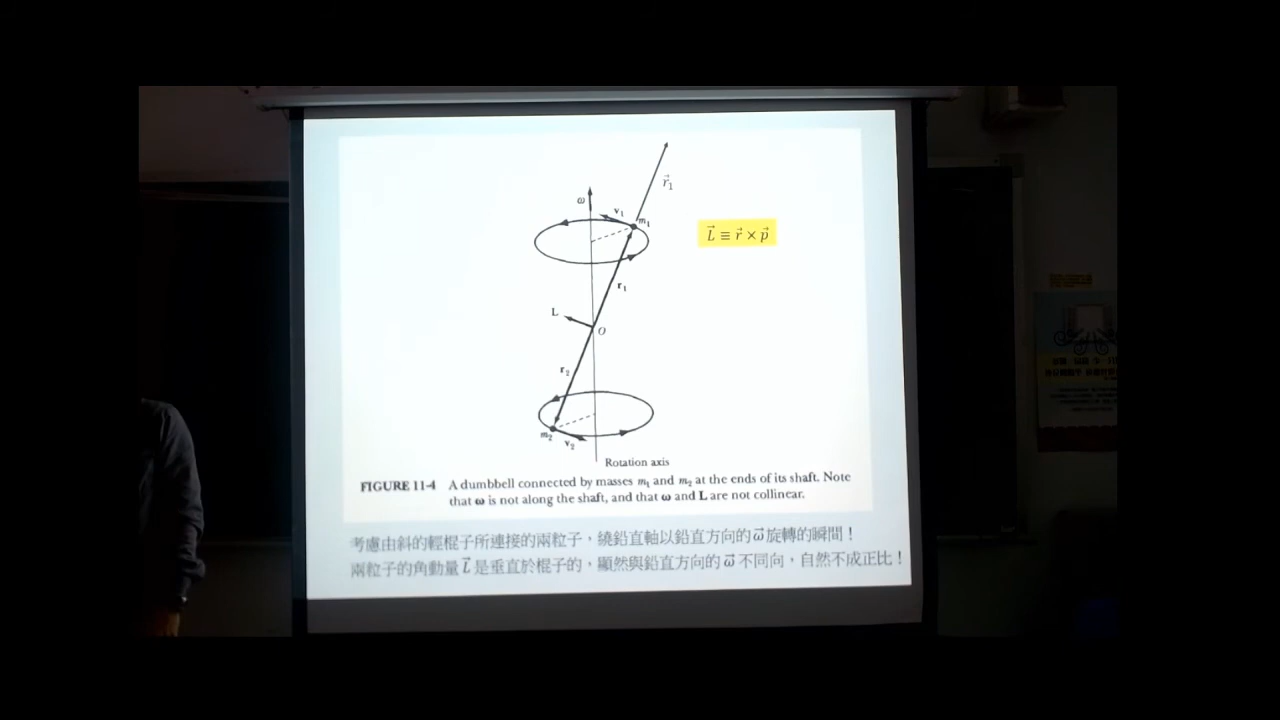 r⃗₁
ω
v₁
m₁
L⃗ ≡ r⃗ × p⃗
r₁
L
O
r₂
m₂
v₂
Rotation axis
FIGURE 11-4 A dumbbell connected by masses m₁ and m₂ at the ends of its shaft. Note
that ω is not along the shaft, and that ω and L are not collinear.
考慮由斜的輕棍子所連接的兩粒子，繞鉛直軸以鉛直方向的ω⃗旋轉的瞬間！
兩粒子的角動量L⃗是垂直於棍子的，顯然與鉛直方向的ω⃗不同向，自然不成正比！